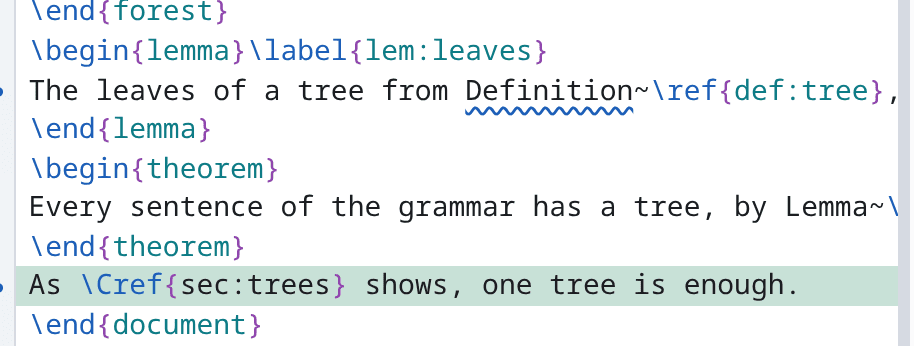 \end{forest}
\begin{lemma}\label{lem:leaves}
The leaves of a tree from Definition~\ref{def:tree},
\end{lemma}
\begin{theorem}
Every sentence of the grammar has a tree, by Lemma~\
\end{theorem}
As \Cref{sec:trees} shows, one tree is enough.
\end{document}